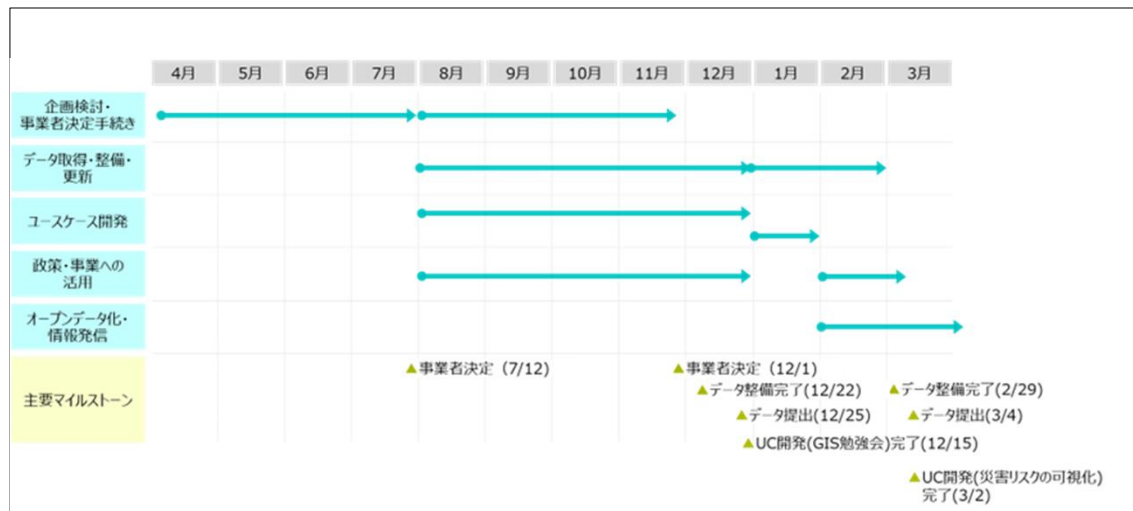 4月 5月 6月 7月 8月 9月 10月 11月 12月 1月 2月 3月
企画検討・
事業者決定手続き
データ取得・整備・
更新
ユースケース開発
政策・事業への
活用
オープンデータ化・
情報発信
主要マイルストーン
▲事業者決定（7/12）
▲事業者決定（12/1）
▲データ整備完了(12/22)
▲データ整備完了(2/29)
▲データ提出(12/25)
▲データ提出(3/4)
▲UC開発(GIS勉強会)完了(12/15)
▲UC開発(災害リスクの可視化)
完了(3/2)